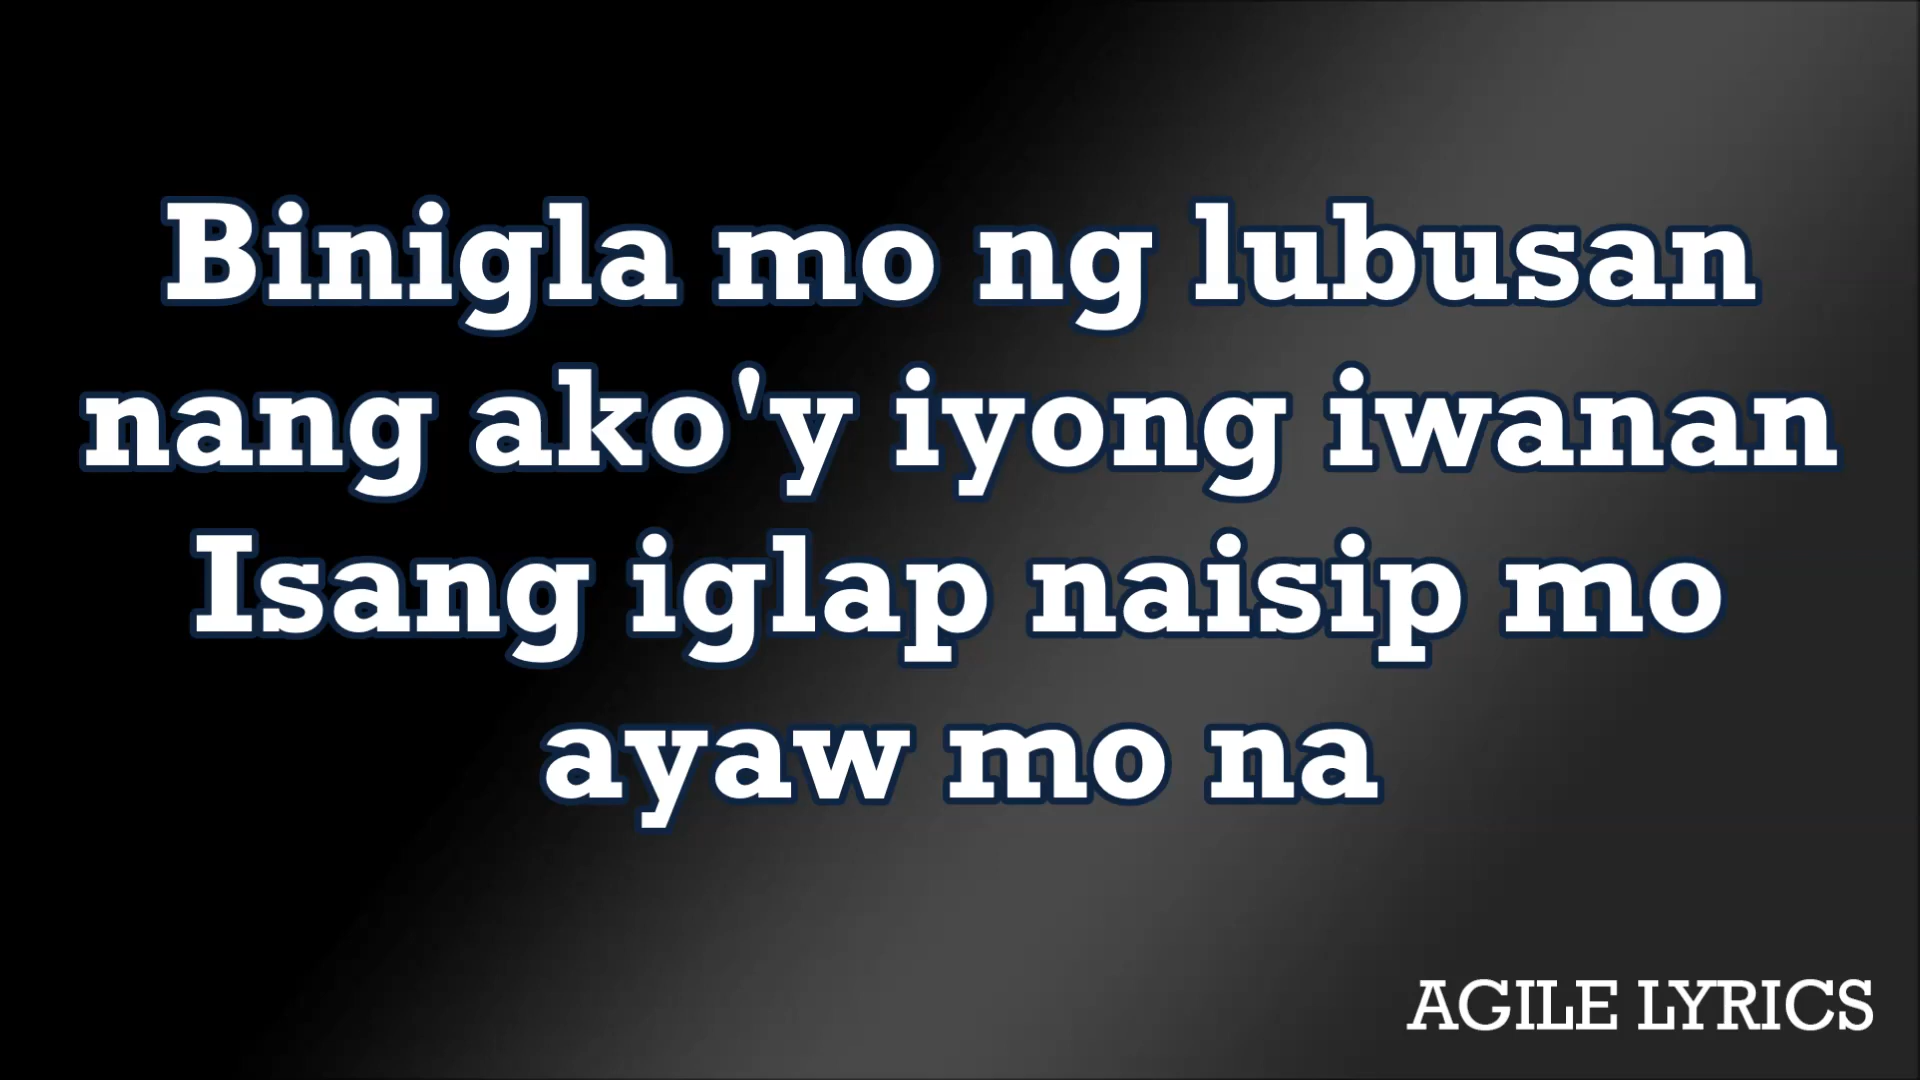 Binigla mo ng lubusan
nang ako'y iyong iwanan
Isang iglap naisip mo
ayaw mo na
AGILE LYRICS